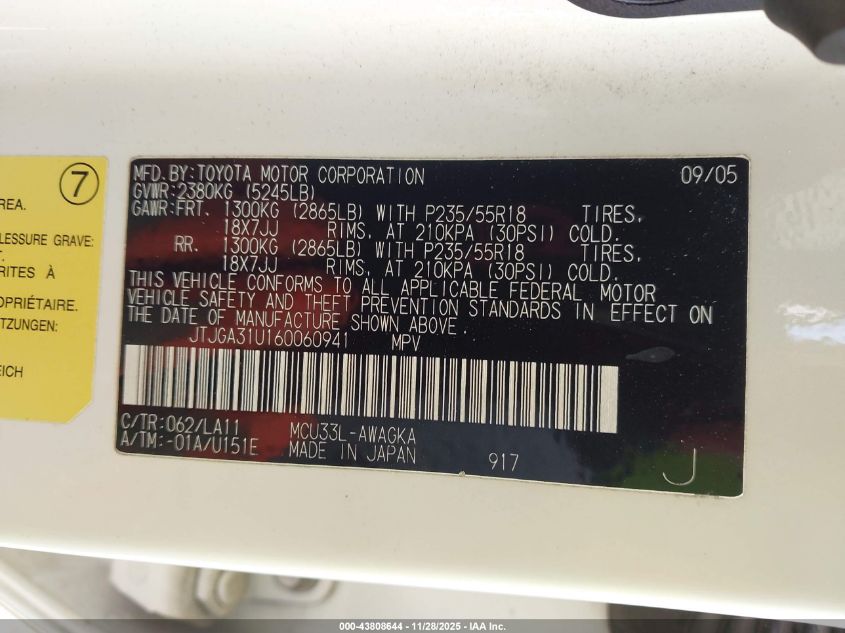 7
REA.
LESSURE GRAVE:
T.
RITES À
OPRIÉTAIRE.
TZUNGEN:
EICH
MFD. BY: TOYOTA MOTOR CORPORATION 09/05
GVWR: 2380KG (5245LB)
GAWR: FRT. 1300KG (2865LB) WITH P235/55R18 TIRES,
18X7JJ RIMS, AT 210KPA (30PSI) COLD.
RR. 1300KG (2865LB) WITH P235/55R18 TIRES,
18X7JJ RIMS, AT 210KPA (30PSI) COLD.
THIS VEHICLE CONFORMS TO ALL APPLICABLE FEDERAL MOTOR
VEHICLE SAFETY AND THEFT PREVENTION STANDARDS IN EFFECT ON
THE DATE OF MANUFACTURE SHOWN ABOVE.
JTJGA31U160060941 MPV
C/TR: 062/LA11 MCU33L-AWAGKA
A/TM: -01A/U151E MADE IN JAPAN 917 J
000-43808644 - 11/28/2025 - IAA Inc.